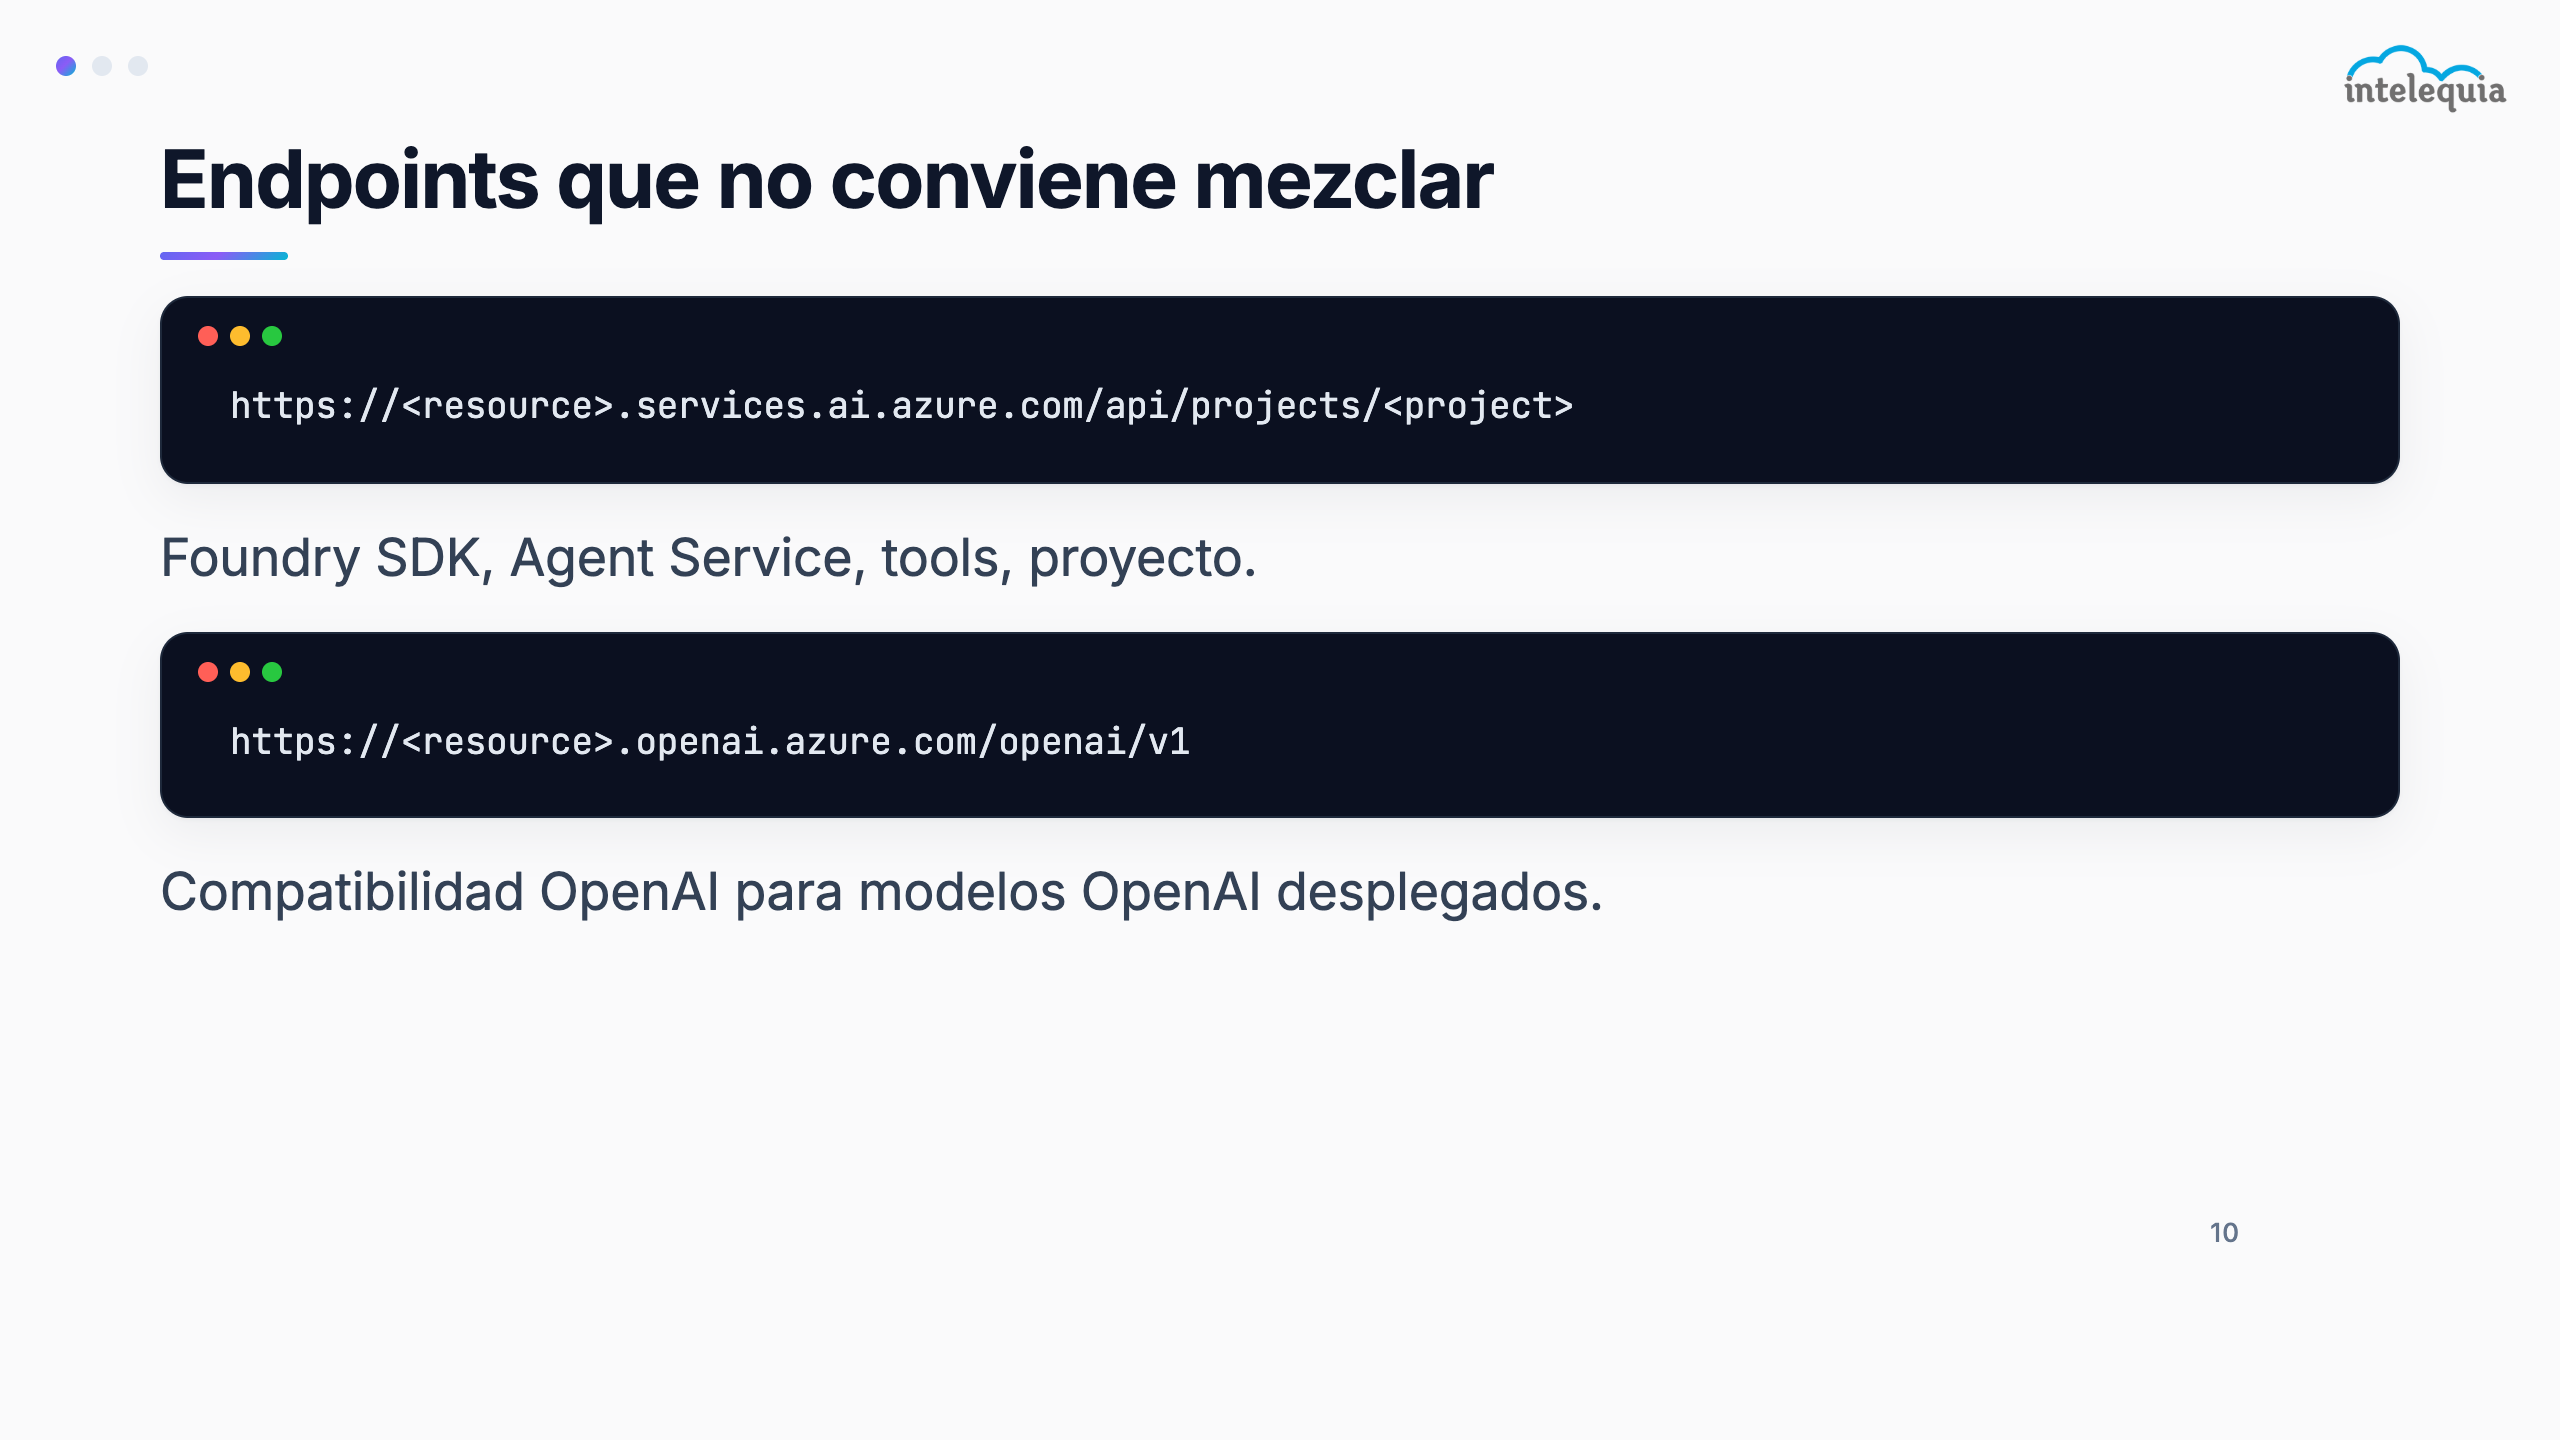 intelequia
Endpoints que no conviene mezclar
https://<resource>.services.ai.azure.com/api/projects/<project>
Foundry SDK, Agent Service, tools, proyecto.
https://<resource>.openai.azure.com/openai/v1
Compatibilidad OpenAI para modelos OpenAI desplegados.
10